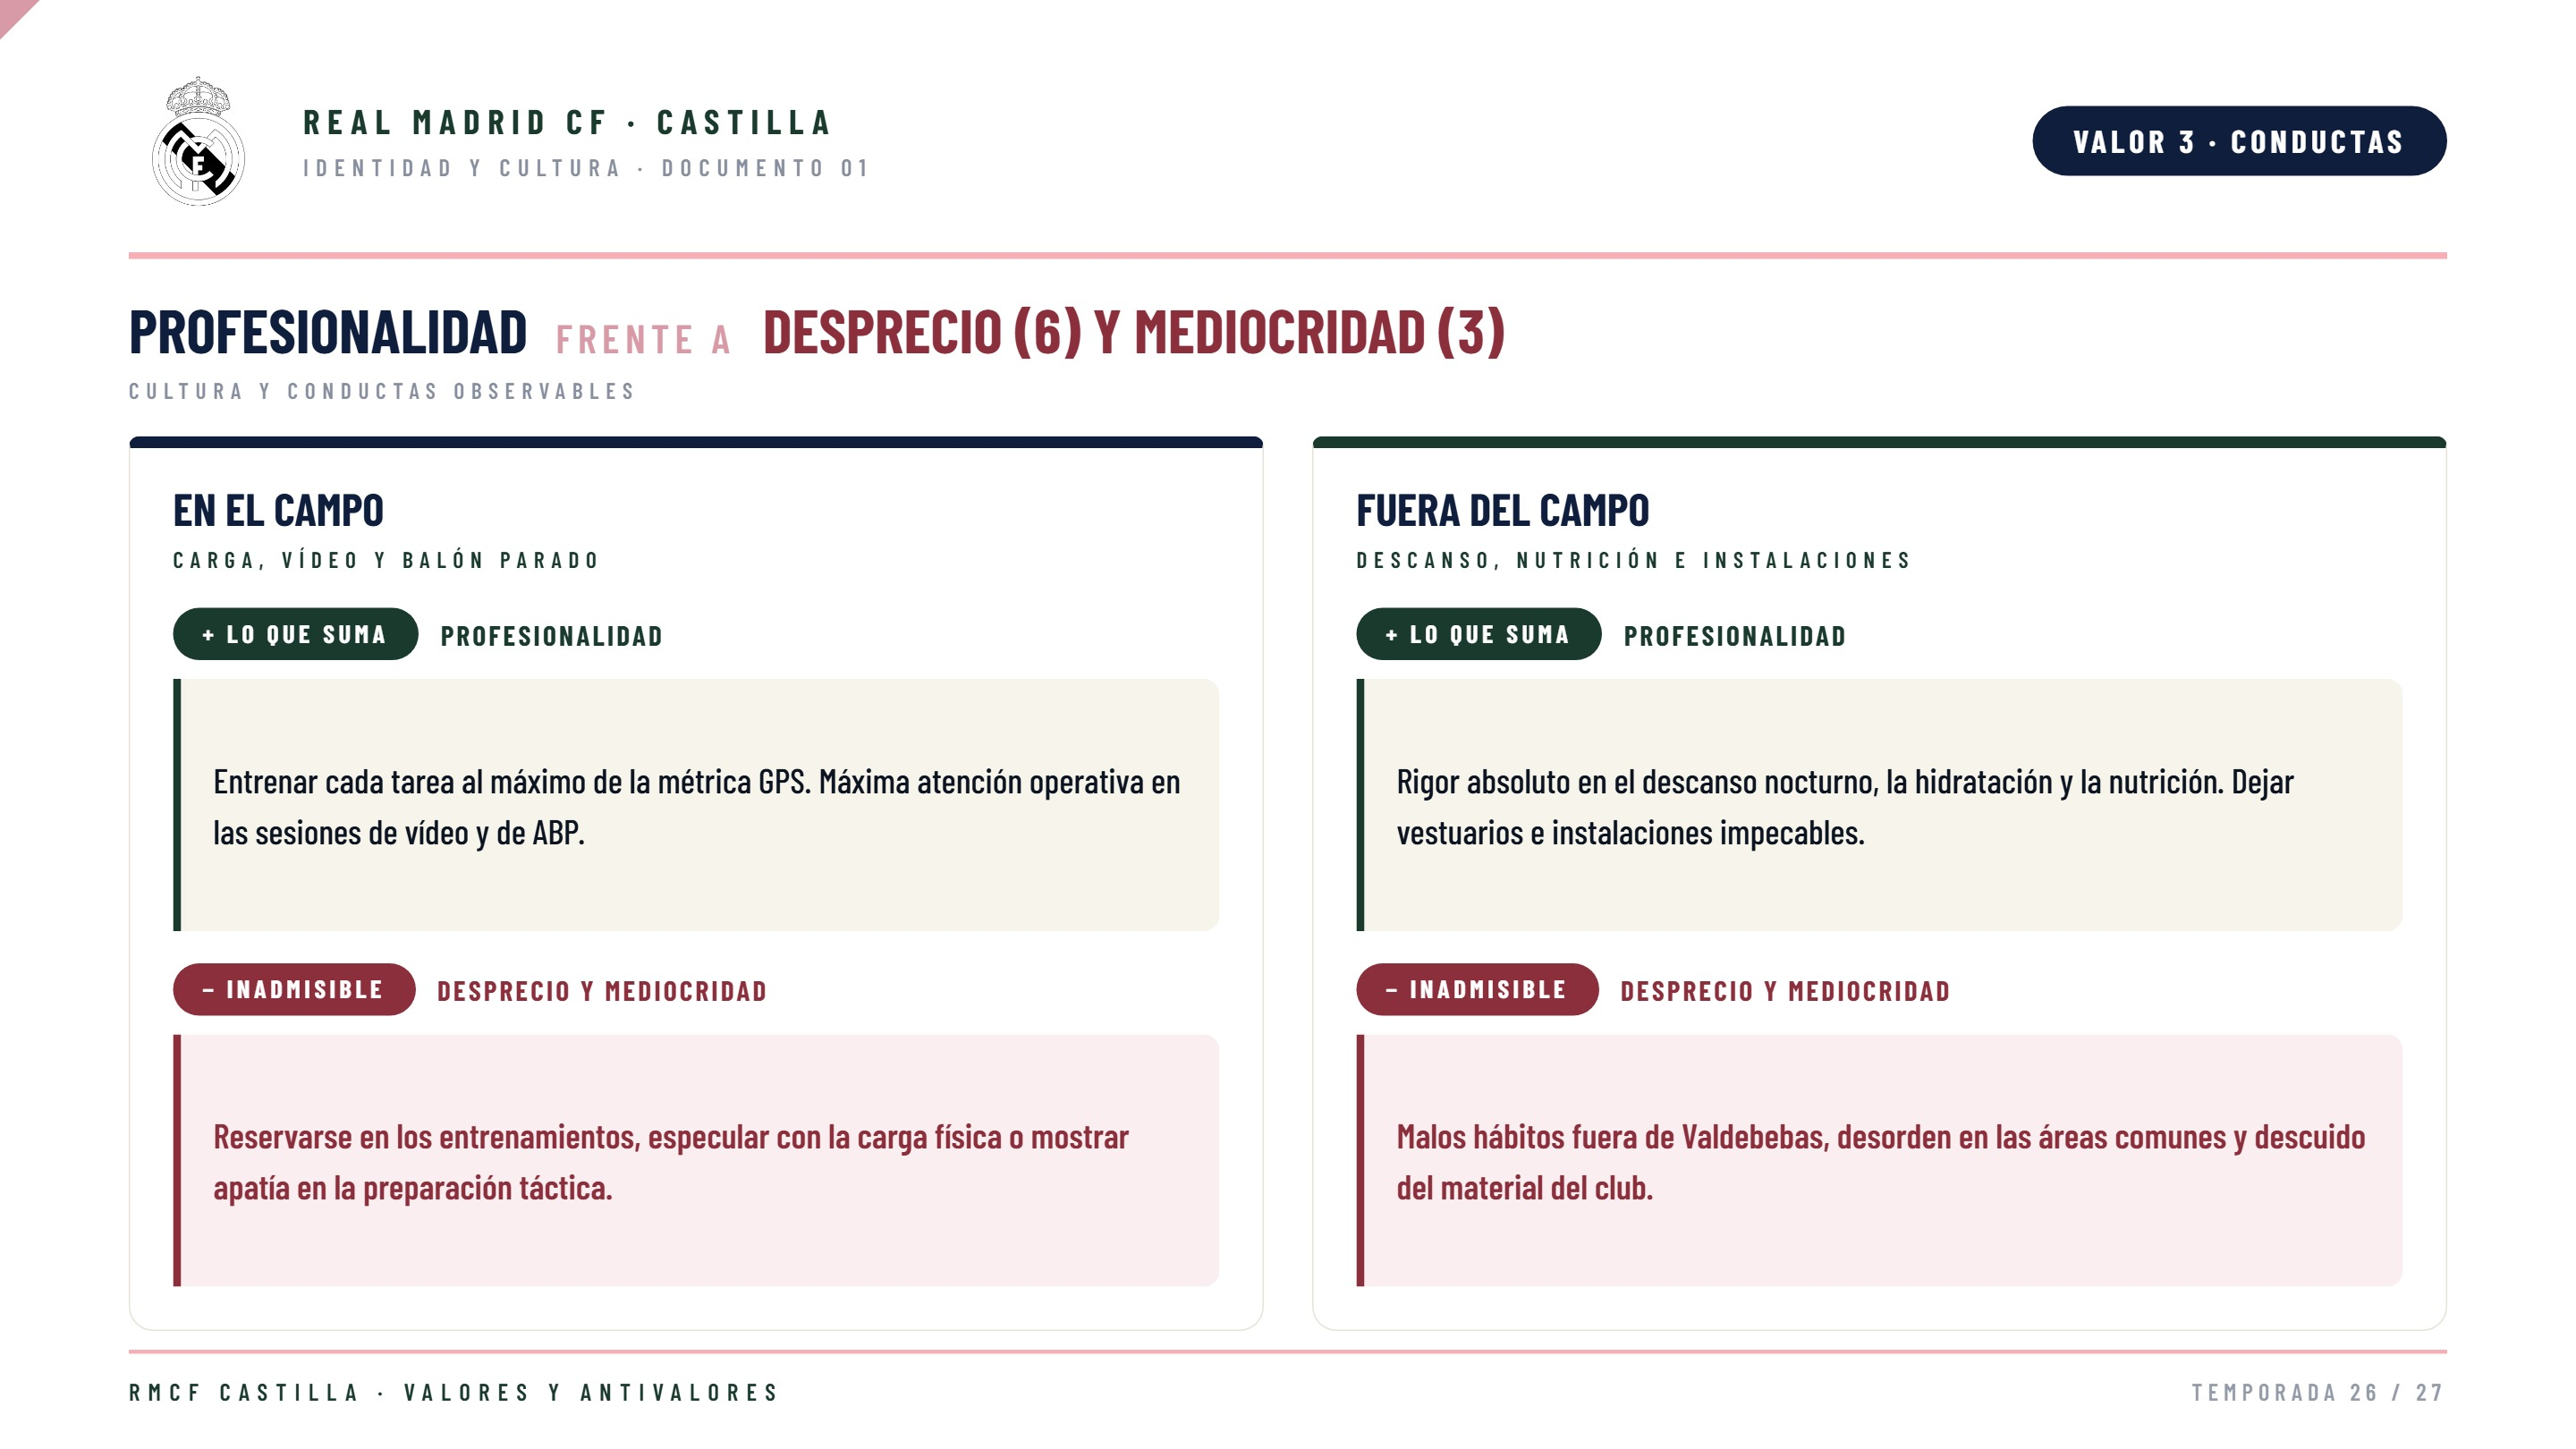 REAL MADRID CF · CASTILLA
IDENTIDAD Y CULTURA · DOCUMENTO 01
VALOR 3 · CONDUCTAS
PROFESIONALIDAD FRENTE A DESPRECIO (6) Y MEDIOCRIDAD (3)
CULTURA Y CONDUCTAS OBSERVABLES
EN EL CAMPO
CARGA, VÍDEO Y BALÓN PARADO
+ LO QUE SUMA PROFESIONALIDAD
Entrenar cada tarea al máximo de la métrica GPS. Máxima atención operativa en
las sesiones de vídeo y de ABP.
– INADMISIBLE DESPRECIO Y MEDIOCRIDAD
Reservarse en los entrenamientos, especular con la carga física o mostrar
apatía en la preparación táctica.
FUERA DEL CAMPO
DESCANSO, NUTRICIÓN E INSTALACIONES
+ LO QUE SUMA PROFESIONALIDAD
Rigor absoluto en el descanso nocturno, la hidratación y la nutrición. Dejar
vestuarios e instalaciones impecables.
– INADMISIBLE DESPRECIO Y MEDIOCRIDAD
Malos hábitos fuera de Valdebebas, desorden en las áreas comunes y descuido
del material del club.
RMCF CASTILLA · VALORES Y ANTIVALORES
TEMPORADA 26 / 27